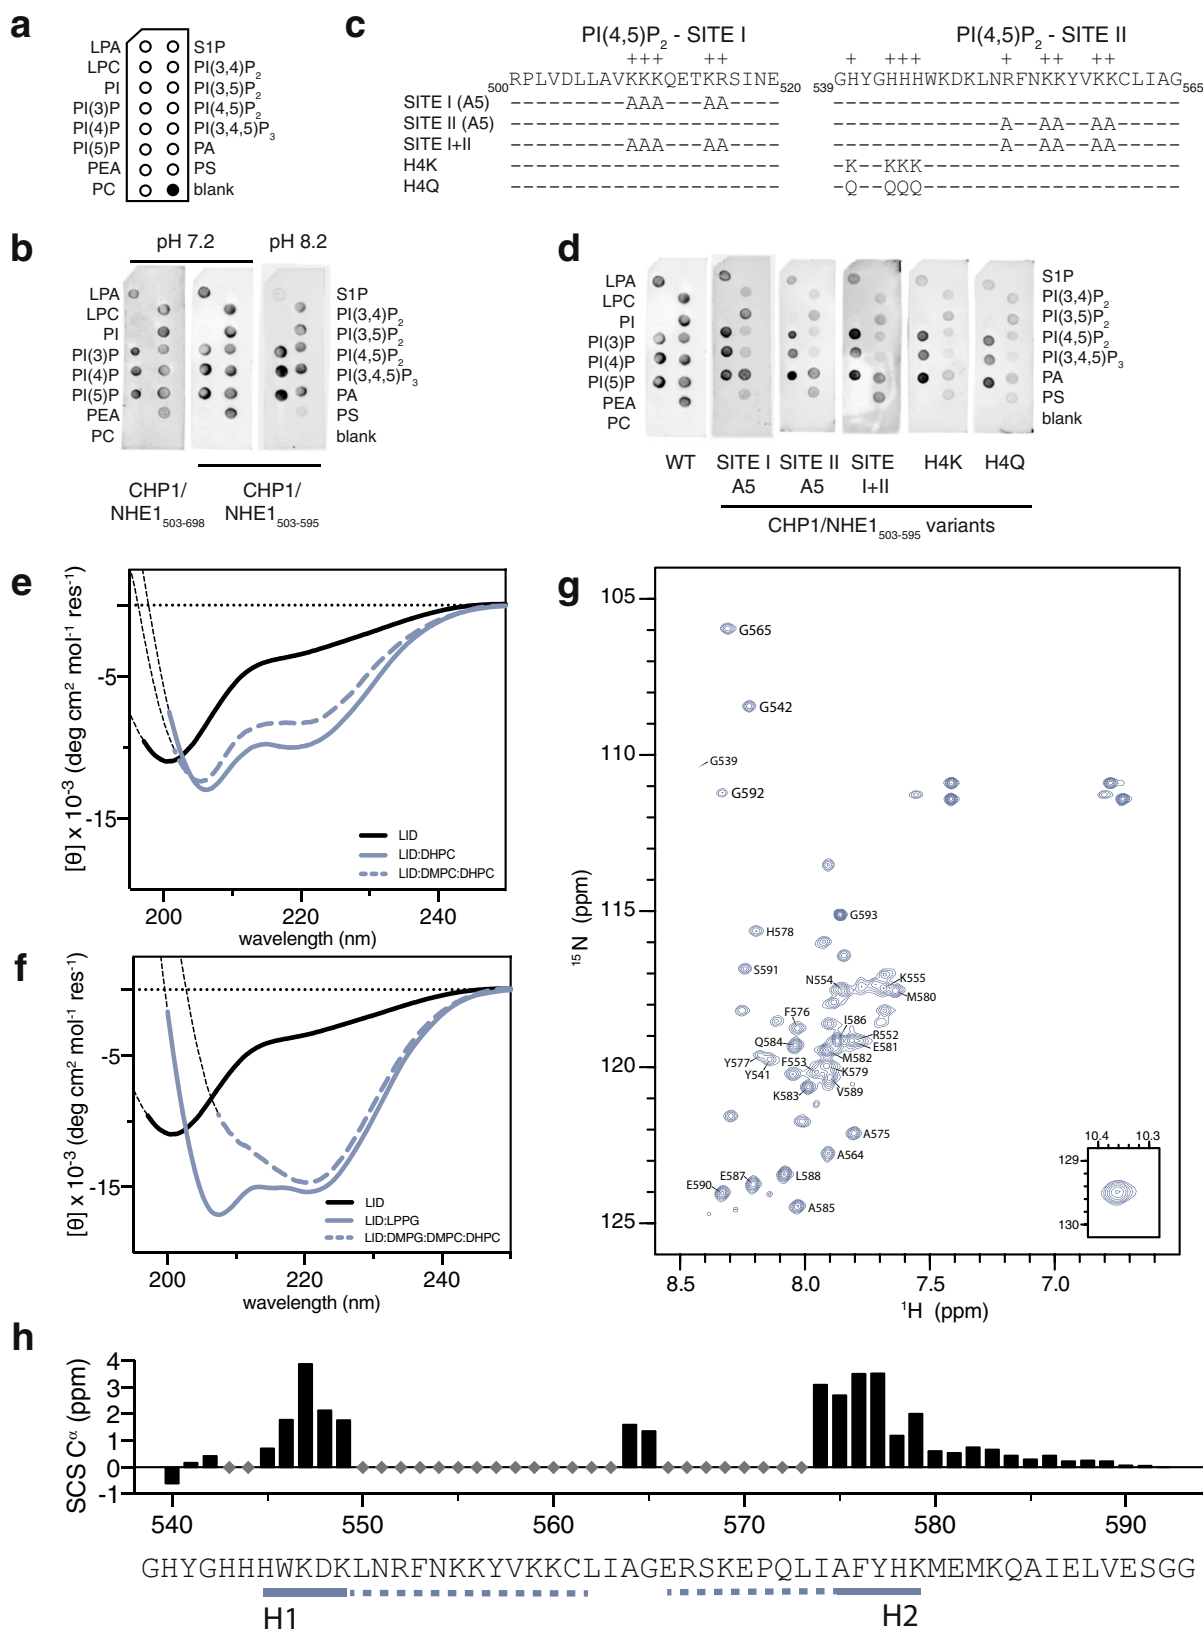 a
LPA S1P
LPC PI(3,4)P2
PI PI(3,5)P2
PI(3)P PI(4,5)P2
PI(4)P PI(3,4,5)P3
PI(5)P PA
PEA PS
PC blank
c
PI(4,5)P2 - SITE I PI(4,5)P2 - SITE II
+++ ++ + +++ + ++ ++
500RPLVDLLAVKKKQETKRSINE520 539GHYGHHHWKDKLNRFNKKYVKKCLIAG565
SITE I (A5) ---------AAA---AA----- ---------------------------
SITE II (A5) --------------------- -------------A--AA--AA------
SITE I+II ---------AAA---AA----- -------------A--AA--AA------
H4K --------------------- -K--KKK--------------------
H4Q --------------------- -Q--QQQ--------------------
b
pH 7.2 pH 8.2
LPA S1P
LPC PI(3,4)P2
PI PI(3,5)P2
PI(3)P PI(4,5)P2
PI(4)P PI(3,4,5)P3
PI(5)P PA
PEA PS
PC blank
CHP1/
NHE1503-698
CHP1/
NHE1503-595
d
LPA S1P
LPC PI(3,4)P2
PI PI(3,5)P2
PI(3)P PI(4,5)P2
PI(4)P PI(3,4,5)P3
PI(5)P PA
PEA PS
PC blank
WT SITE I A5 SITE II A5 SITE I+II H4K H4Q
CHP1/NHE1503-595 variants
e
[θ] x 10-3 (deg cm2 mol-1 res-1)
-5
-15
LID
LID:DHPC
LID:DMPC:DHPC
200 220 240
wavelength (nm)
f
[θ] x 10-3 (deg cm2 mol-1 res-1)
-5
-15
LID
LID:LPPG
LID:DMPG:DMPC:DHPC
200 220 240
wavelength (nm)
g
105
110
115
120
125
15N (ppm)
G565
G542
G539
G592
G593
H578
S591
N554
K555
M580
F576
I586
R552
Q584
E581
Y577
F553
M582
Y541
K579
K583
V589
A575
A564
E587
L588
E590
A585
10.4 10.3
129
130
8.5 8.0 7.5 7.0
1H (ppm)
h
SCS Cα (ppm)
4
3
2
1
0
-1
540 550 560 570 580 590
GHYGHHHWKDKLNRFNKKYVKKCLIAGERSKEPQLIAFYHKMEMKQAIELVESGG
H1 H2